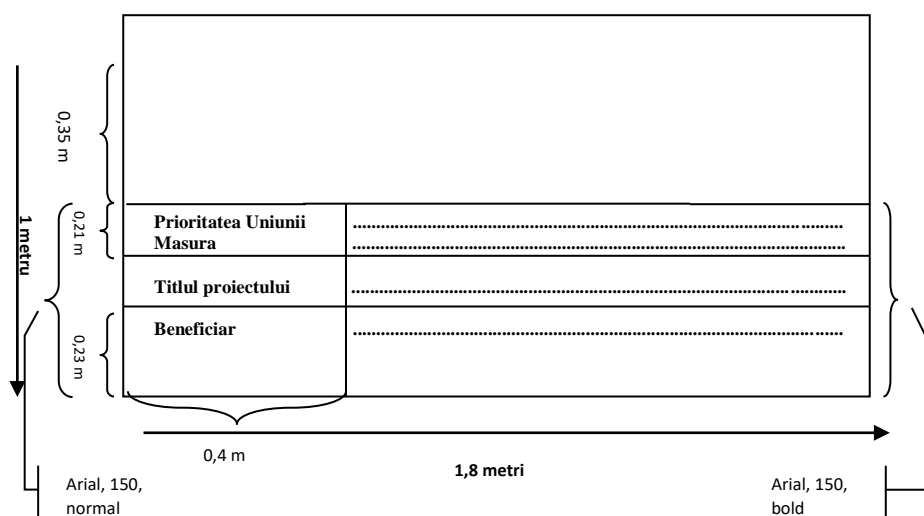 0,35 m
1 metru
0,21 m
Prioritatea Uniunii
Masura
Titlul proiectului
0,23 m
Beneficiar
0,4 m
1,8 metri
Arial, 150,
normal
Arial, 150,
bold